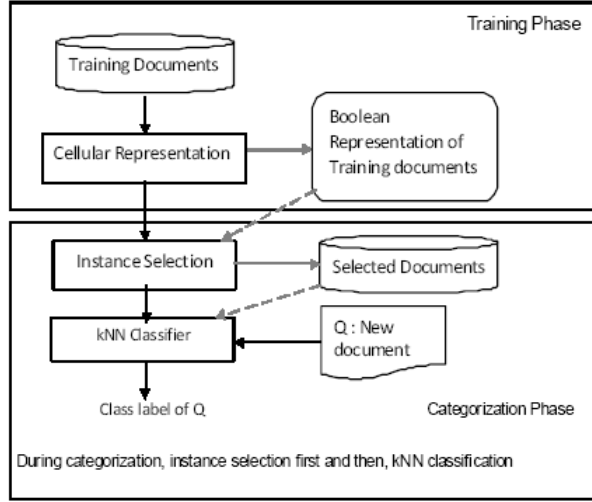 Training Phase
Training Documents
Boolean
Representation of
Training documents
Cellular Representation
Instance Selection
Selected Documents
kNN Classifier
Q : New
document
Class label of Q
Categorization Phase
During categorization, instance selection first and then, kNN classification